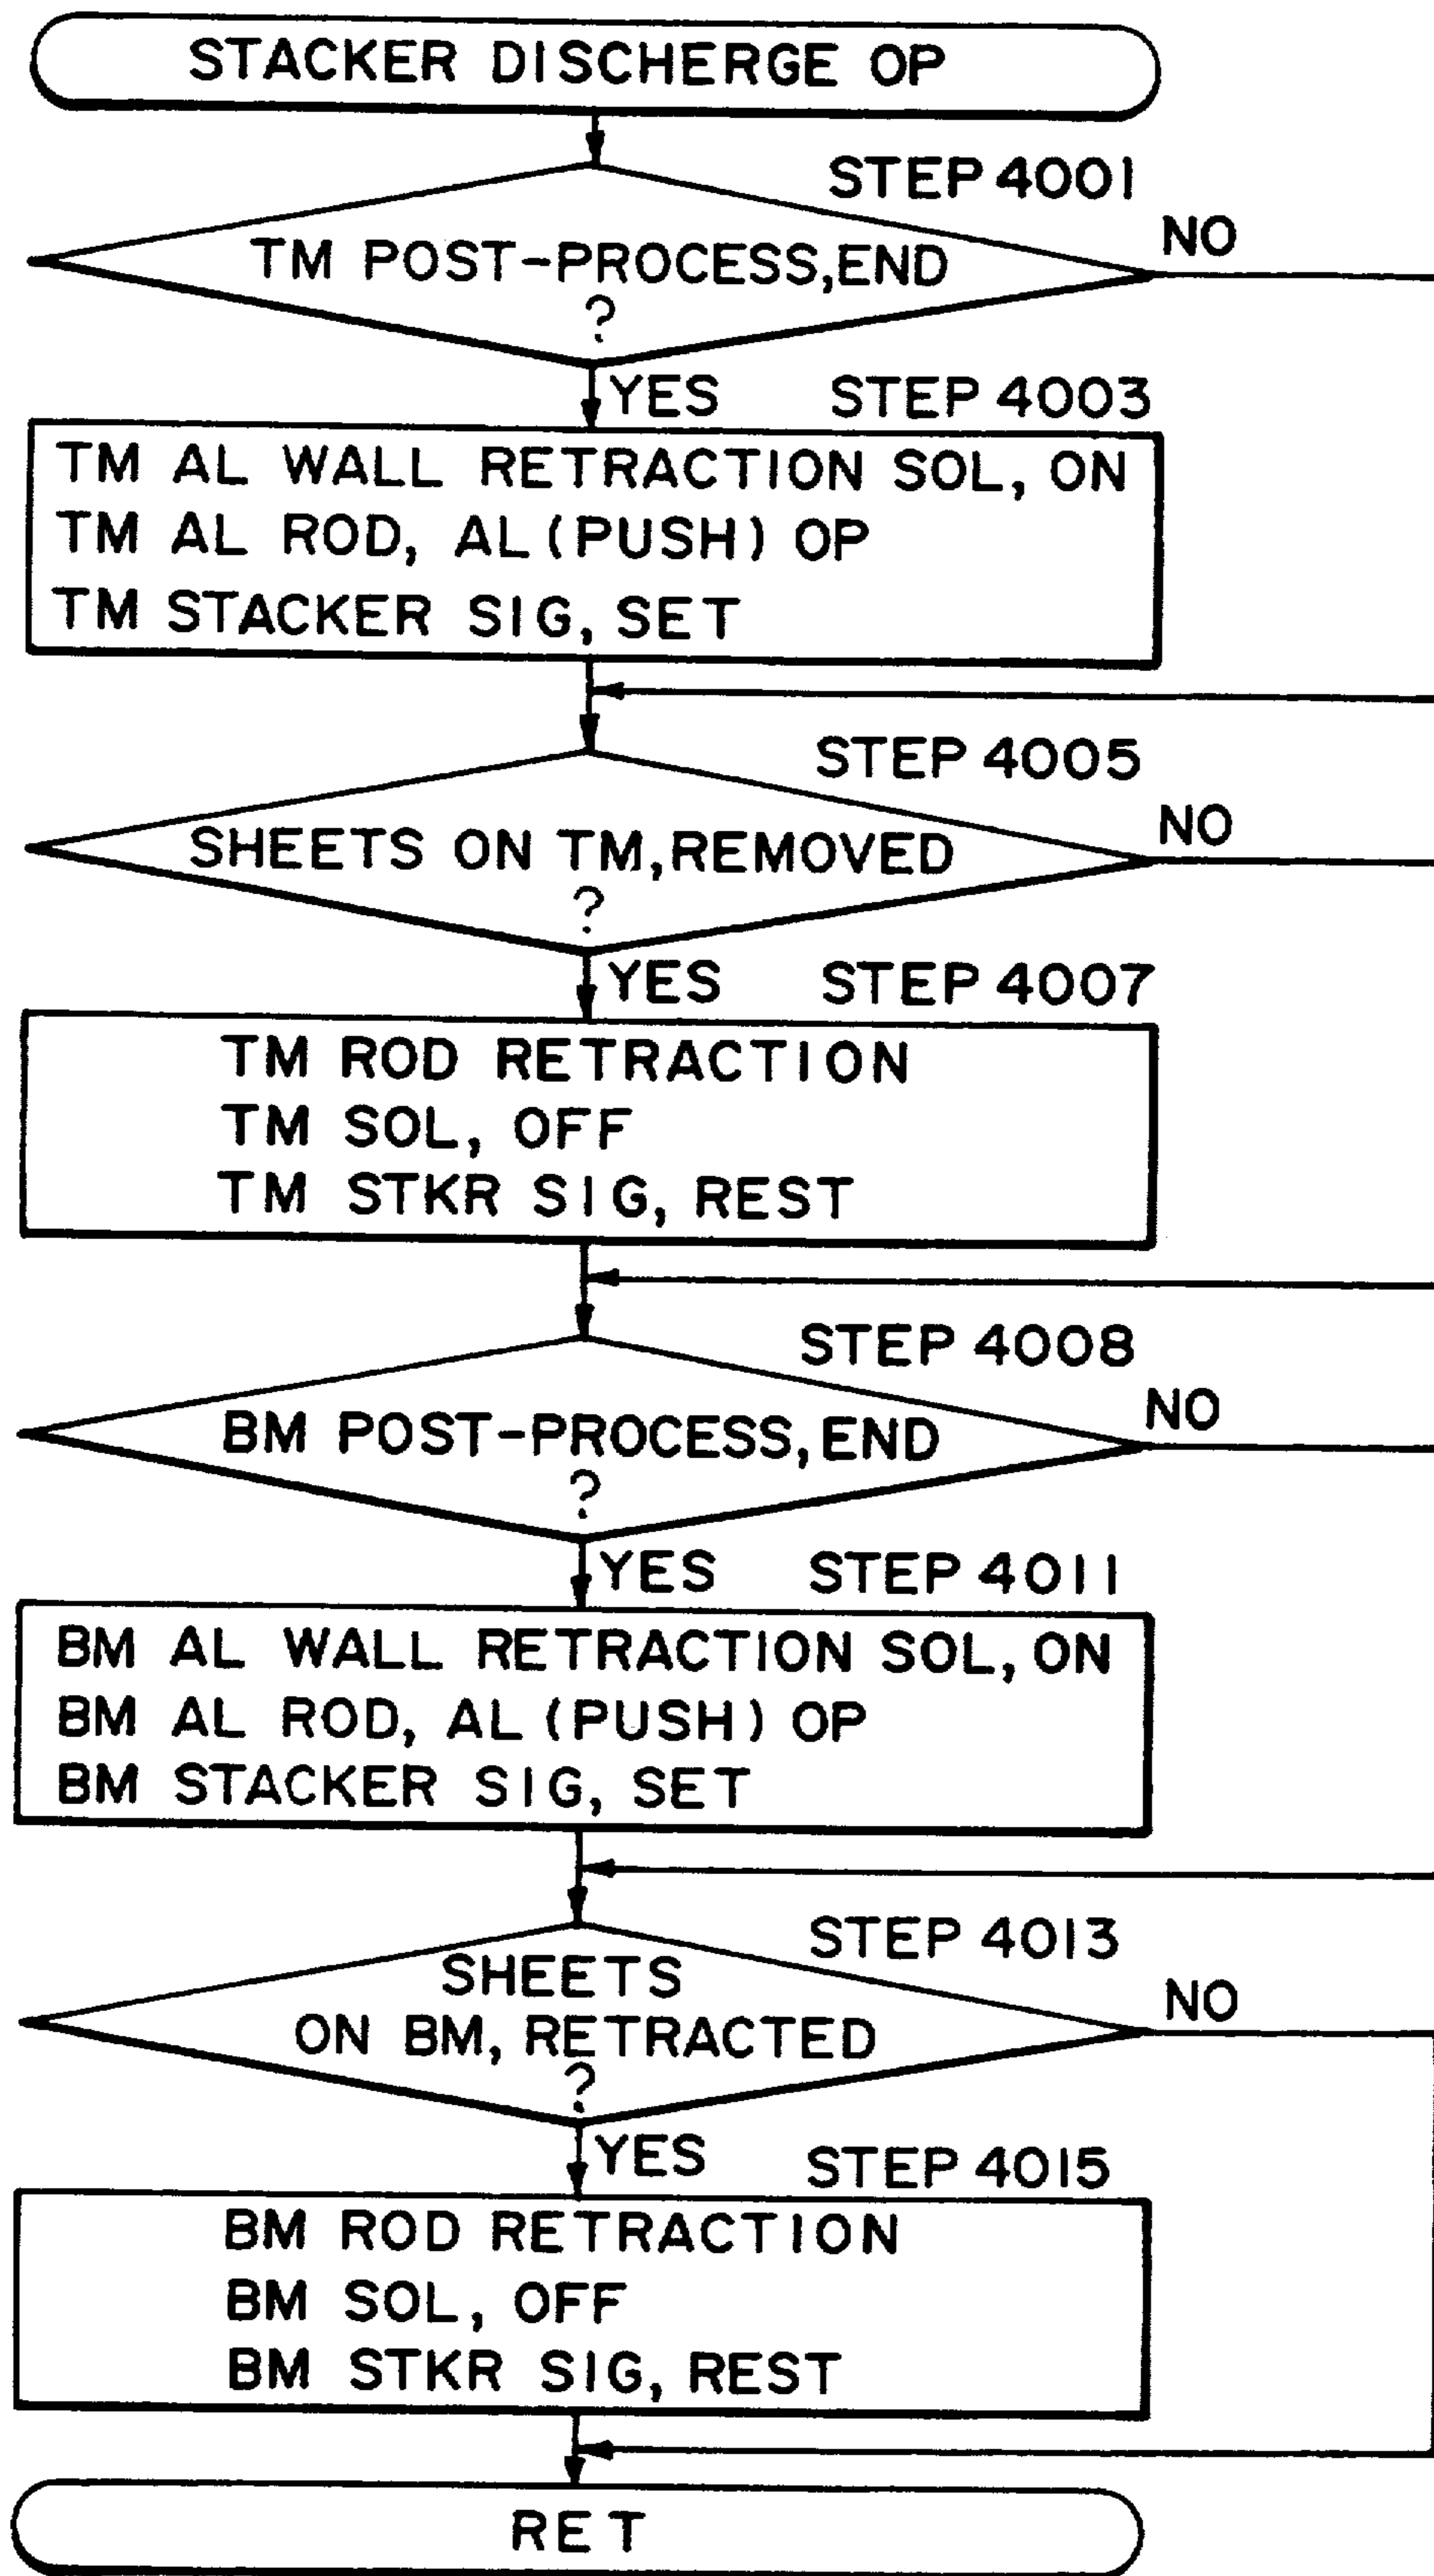 STACKER DISCHARGE OP
STEP 4001
TM POST-PROCESS, END
?
NO
YES
STEP 4003
TM AL WALL RETRACTION SOL, ON
TM AL ROD, AL (PUSH) OP
TM STACKER SIG, SET
STEP 4005
SHEETS ON TM, REMOVED
?
NO
YES
STEP 4007
TM ROD RETRACTION
TM SOL, OFF
TM STKR SIG, REST
STEP 4008
BM POST-PROCESS, END
?
NO
YES
STEP 4011
BM AL WALL RETRACTION SOL, ON
BM AL ROD, AL (PUSH) OP
BM STACKER SIG, SET
STEP 4013
SHEETS
ON BM, RETRACTED
?
NO
YES
STEP 4015
BM ROD RETRACTION
BM SOL, OFF
BM STKR SIG, REST
RET